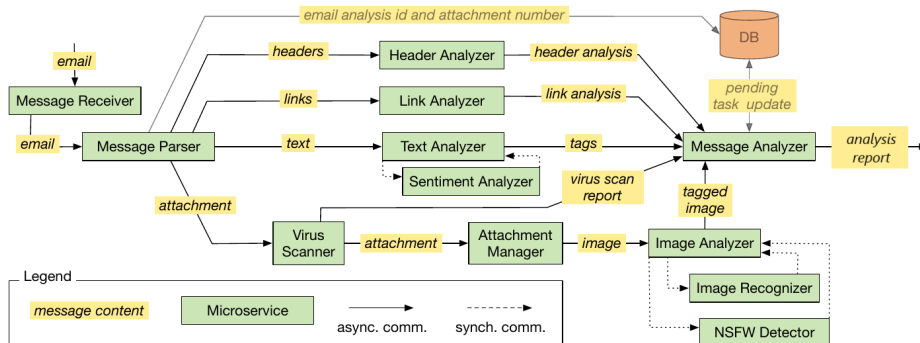 email analysis id and attachment number
DB
email
headers
Header Analyzer
header analysis
Message Receiver
links
Link Analyzer
link analysis
pending
task update
email
Message Parser
text
Text Analyzer
tags
Message Analyzer
analysis
report
Sentiment Analyzer
virus scan
report
tagged
image
attachment
Virus
Scanner
attachment
Attachment
Manager
image
Image Analyzer
Image Recognizer
NSFW Detector
Legend
message content
Microservice
async. comm.
synch. comm.